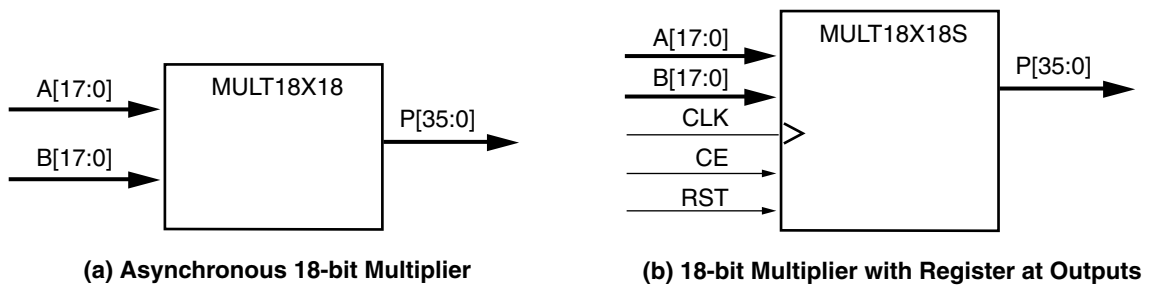 A[17:0]
B[17:0]
MULT18X18
P[35:0]
(a) Asynchronous 18-bit Multiplier
A[17:0]
B[17:0]
CLK
CE
RST
MULT18X18S
P[35:0]
(b) 18-bit Multiplier with Register at Outputs